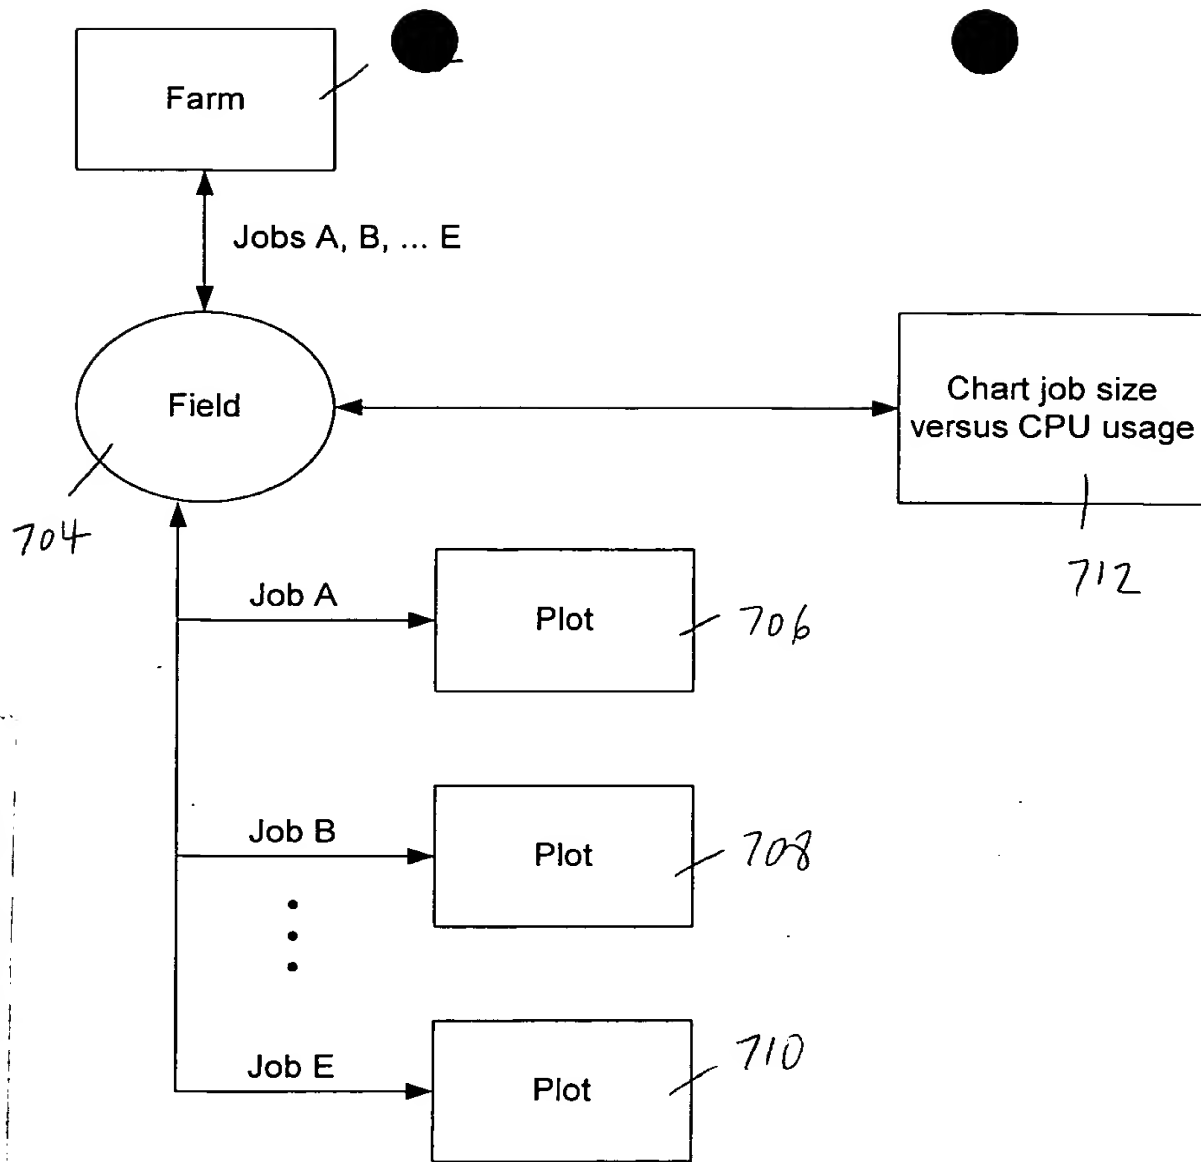 Farm
Jobs A, B, ... E
Field
Chart job size
versus CPU usage
704
712
Job A
Plot
706
Job B
Plot
708
Job E
Plot
710